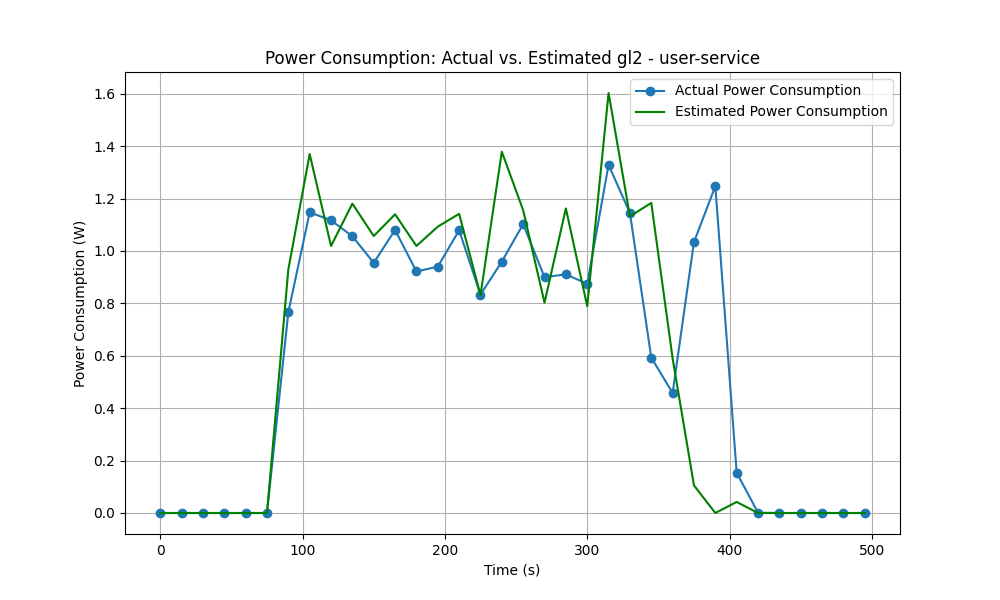 Power Consumption: Actual vs. Estimated gl2 - user-service
Actual Power Consumption
Estimated Power Consumption
Power Consumption (W)
1.6
1.4
1.2
1.0
0.8
0.6
0.4
0.2
0.0
0 100 200 300 400 500
Time (s)